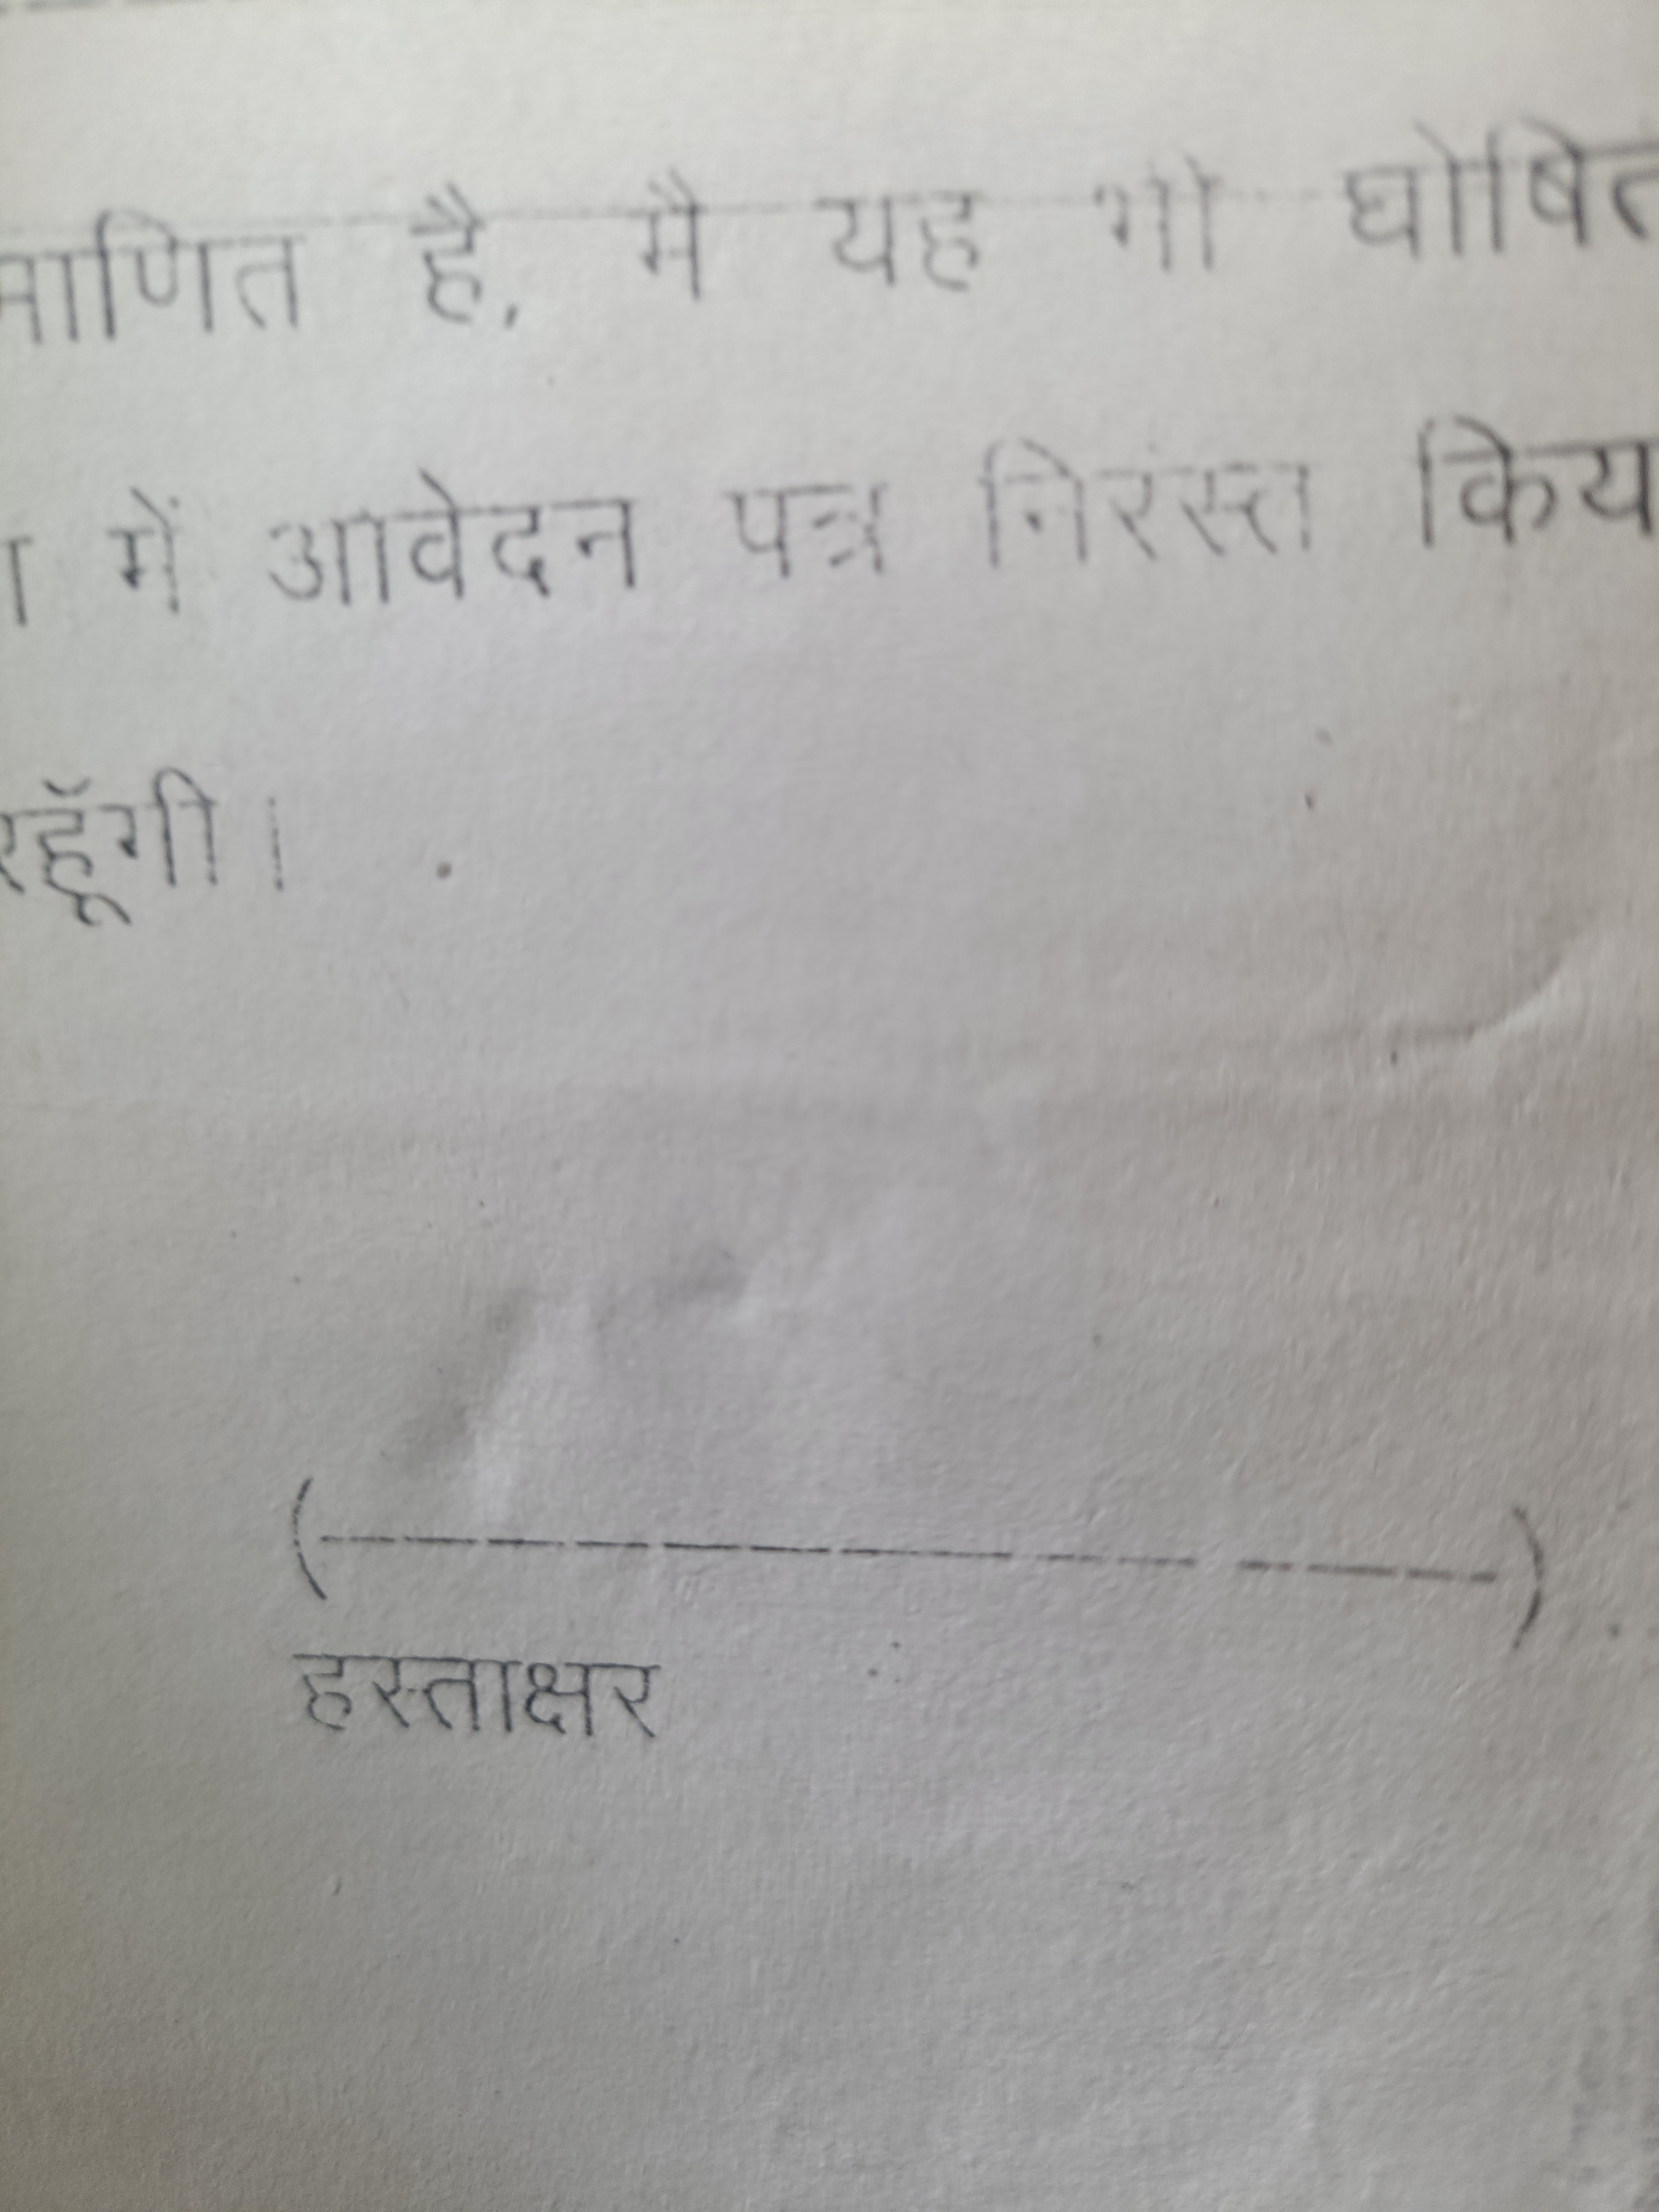 माणित है, मै यह भी घोषित
ा में आवेदन पत्र निरस्त किय
रहूँगी।
(- - - - - - - - - -)
हस्ताक्षर